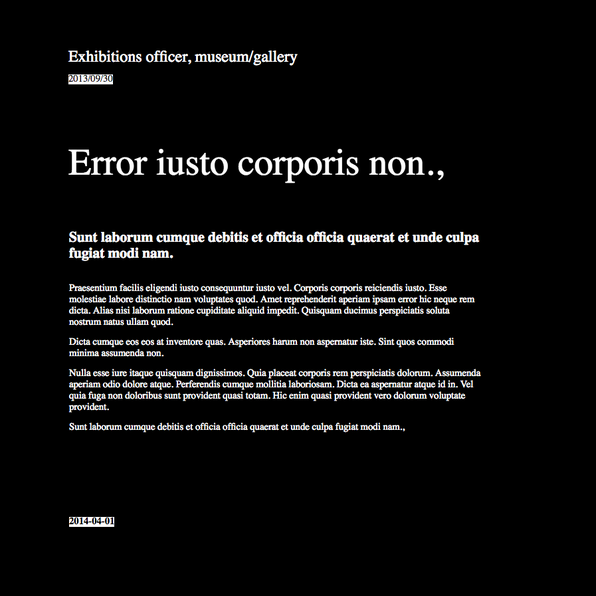 Exhibitions officer, museum/gallery
2013/09/30
Error iusto corporis non.,
Sunt laborum cumque debitis et officia officia quaerat et unde culpa
fugiat modi nam.
Praesentium facilis eligendi iusto consequuntur iusto vel. Corporis corporis reiciendis iusto. Esse
molestiae labore distinctio nam voluptates quod. Amet reprehenderit aperiam ipsam error hic neque rem
dicta. Alias nisi laborum ratione cupiditate aliquid impedit. Quisquam ducimus perspiciatis soluta
nostrum natus ullam quod.
Dicta cumque eos eos at inventore quas. Asperiores harum non aspernatur iste. Sint quos commodi
minima assumenda non.
Nulla esse iure itaque quisquam dignissimos. Quia placeat corporis rem perspiciatis dolorum. Assumenda
aperiam odio dolore atque. Perferendis cumque mollitia laboriosam. Dicta ea aspernatur atque id in. Vel
quia fuga non doloribus sunt provident quasi totam. Hic enim quasi provident vero dolorum voluptate
provident.
Sunt laborum cumque debitis et officia officia quaerat et unde culpa fugiat modi nam.,
2014-04-01